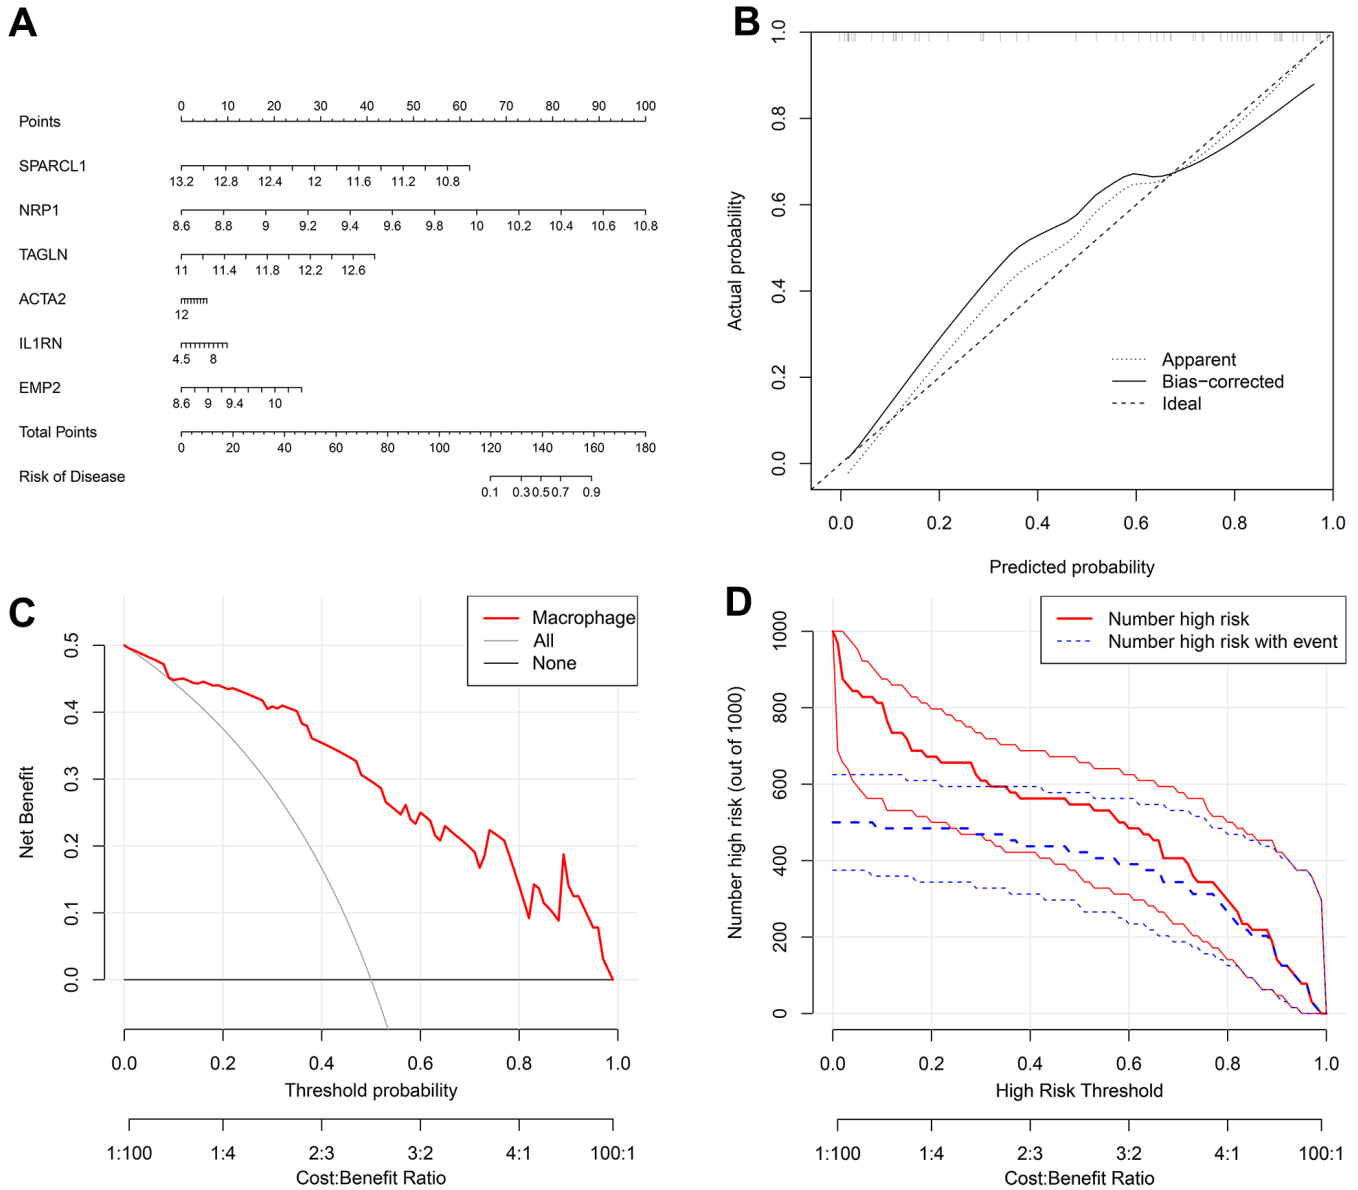 A
0 10 20 30 40 50 60 70 80 90 100
Points
SPARCL1
13.2 12.8 12.4 12 11.6 11.2 10.8
NRP1
8.6 8.8 9 9.2 9.4 9.6 9.8 10 10.2 10.4 10.6 10.8
TAGLN
11 11.4 11.8 12.2 12.6
ACTA2
12
IL1RN
4.5 8
EMP2
8.6 9 9.4 10
Total Points
0 20 40 60 80 100 120 140 160 180
Risk of Disease
0.1 0.3 0.5 0.7 0.9
B
1.0
0.8
0.6
0.4
0.2
0.0
Actual probability
Apparent
Bias−corrected
Ideal
0.0 0.2 0.4 0.6 0.8 1.0
Predicted probability
C
Macrophage
All
None
0.5
0.4
0.3
0.2
0.1
0.0
Net Benefit
0.0 0.2 0.4 0.6 0.8 1.0
Threshold probability
1:100 1:4 2:3 3:2 4:1 100:1
Cost:Benefit Ratio
D
Number high risk
Number high risk with event
1000
800
600
400
200
0
Number high risk (out of 1000)
0.0 0.2 0.4 0.6 0.8 1.0
High Risk Threshold
1:100 1:4 2:3 3:2 4:1 100:1
Cost:Benefit Ratio